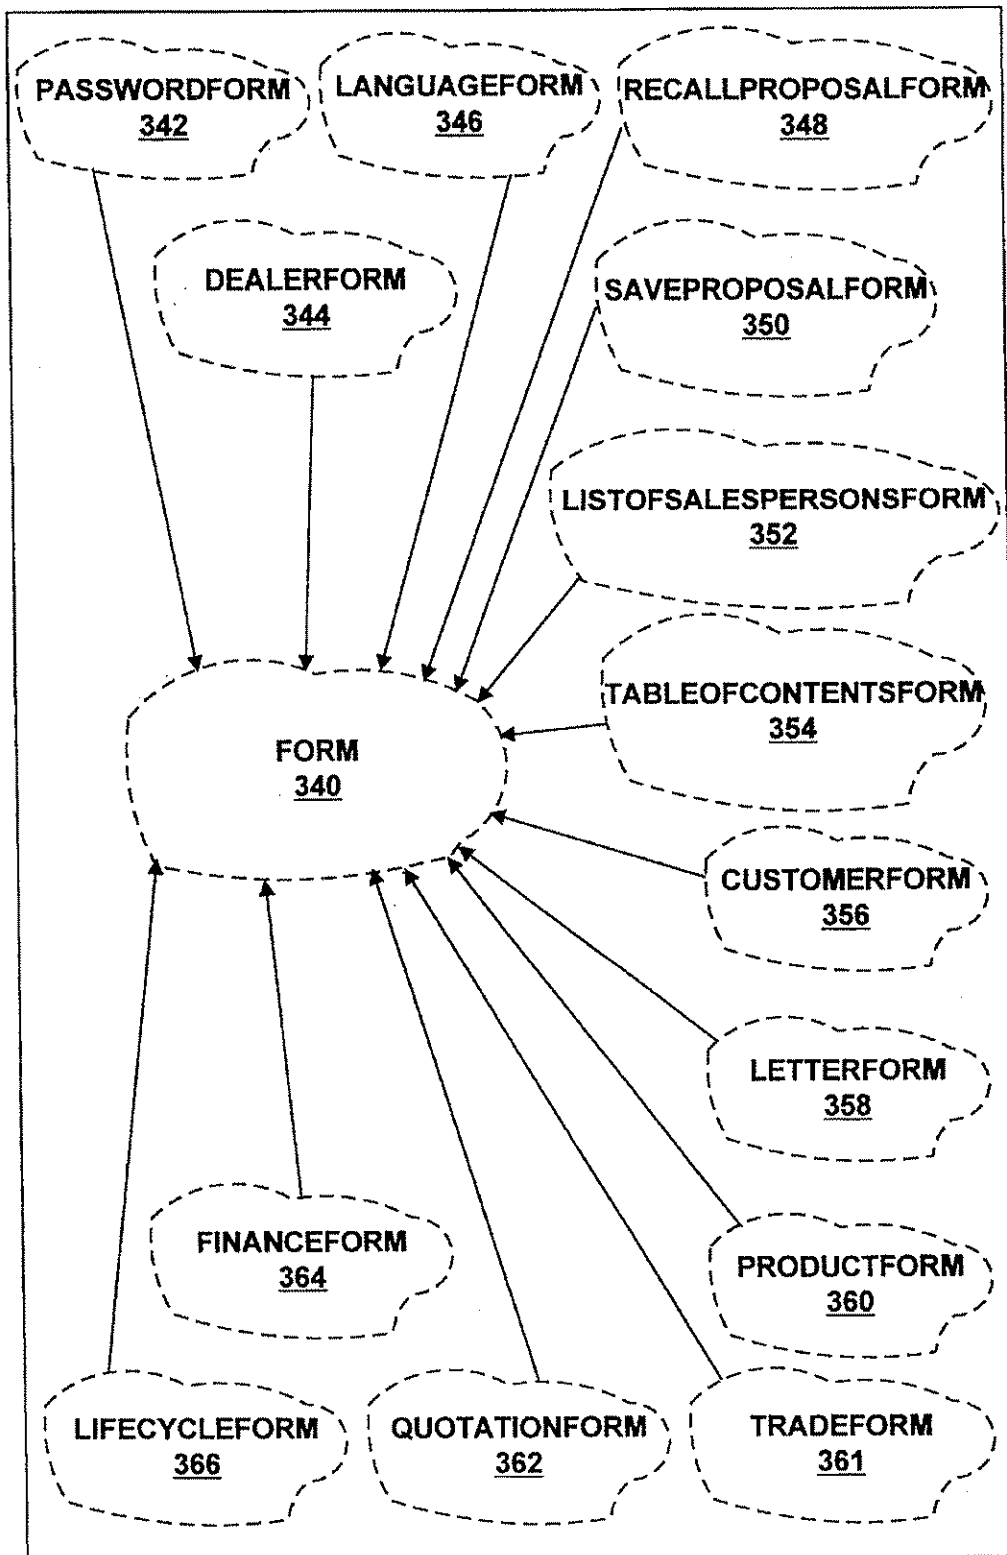 PASSWORDFORM
342
LANGUAGEFORM
346
RECALLPROPOSALFORM
348
DEALERFORM
344
SAVEPROPOSALFORM
350
LISTOFSALESPERSONSFORM
352
TABLEOFCONTENTSFORM
354
FORM
340
CUSTOMERFORM
356
LETTERFORM
358
FINANCEFORM
364
PRODUCTFORM
360
LIFECYCLEFORM
366
QUOTATIONFORM
362
TRADEFORM
361